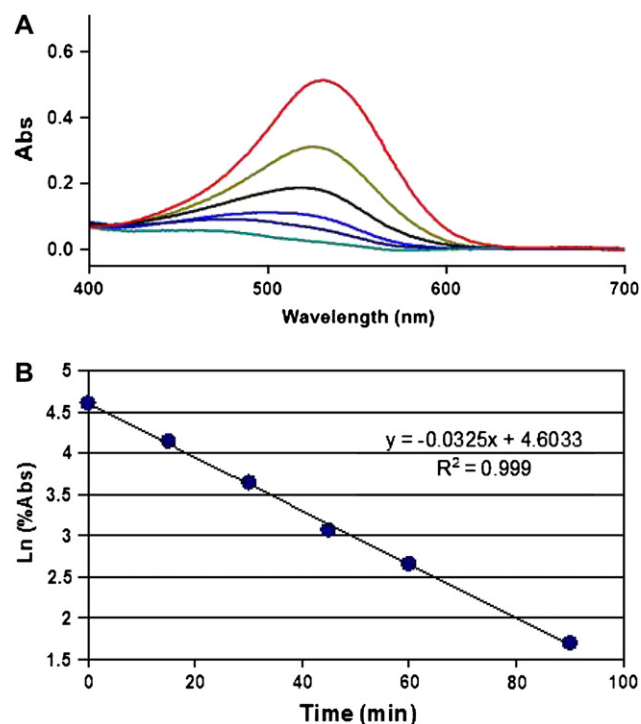 A
0.6
0.4
0.2
0.0
Abs
400 500 600 700
Wavelength (nm)
B
5
4.5
4
3.5
3
2.5
2
1.5
Ln (%Abs)
y = -0.0325x + 4.6033
R² = 0.999
0 20 40 60 80 100
Time (min)